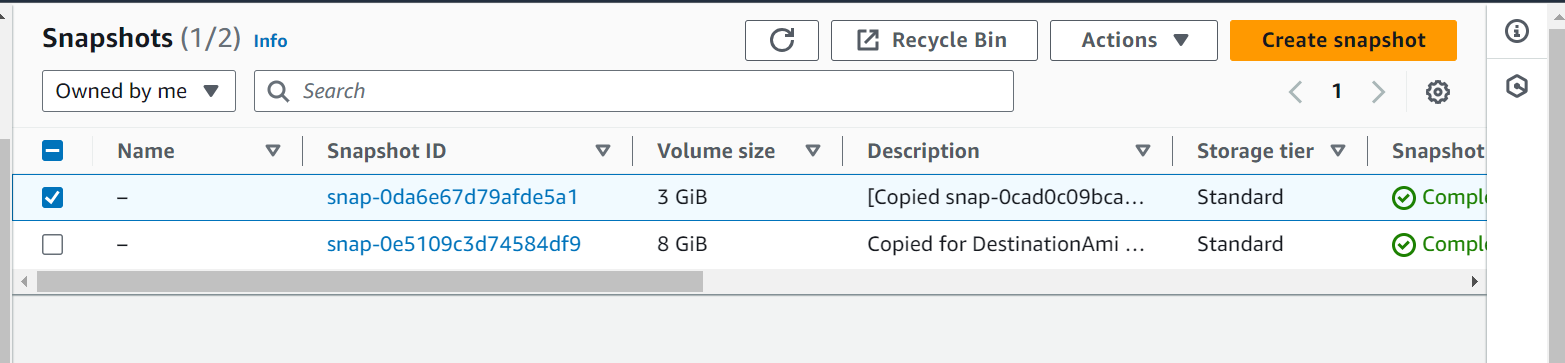 Snapshots (1/2) Info Recycle Bin Actions Create snapshot
Owned by me Search 1
Name Snapshot ID Volume size Description Storage tier Snapshot
– snap-0da6e67d79afde5a1 3 GiB [Copied snap-0cad0c09bca... Standard Comple
– snap-0e5109c3d74584df9 8 GiB Copied for DestinationAmi ... Standard Comple